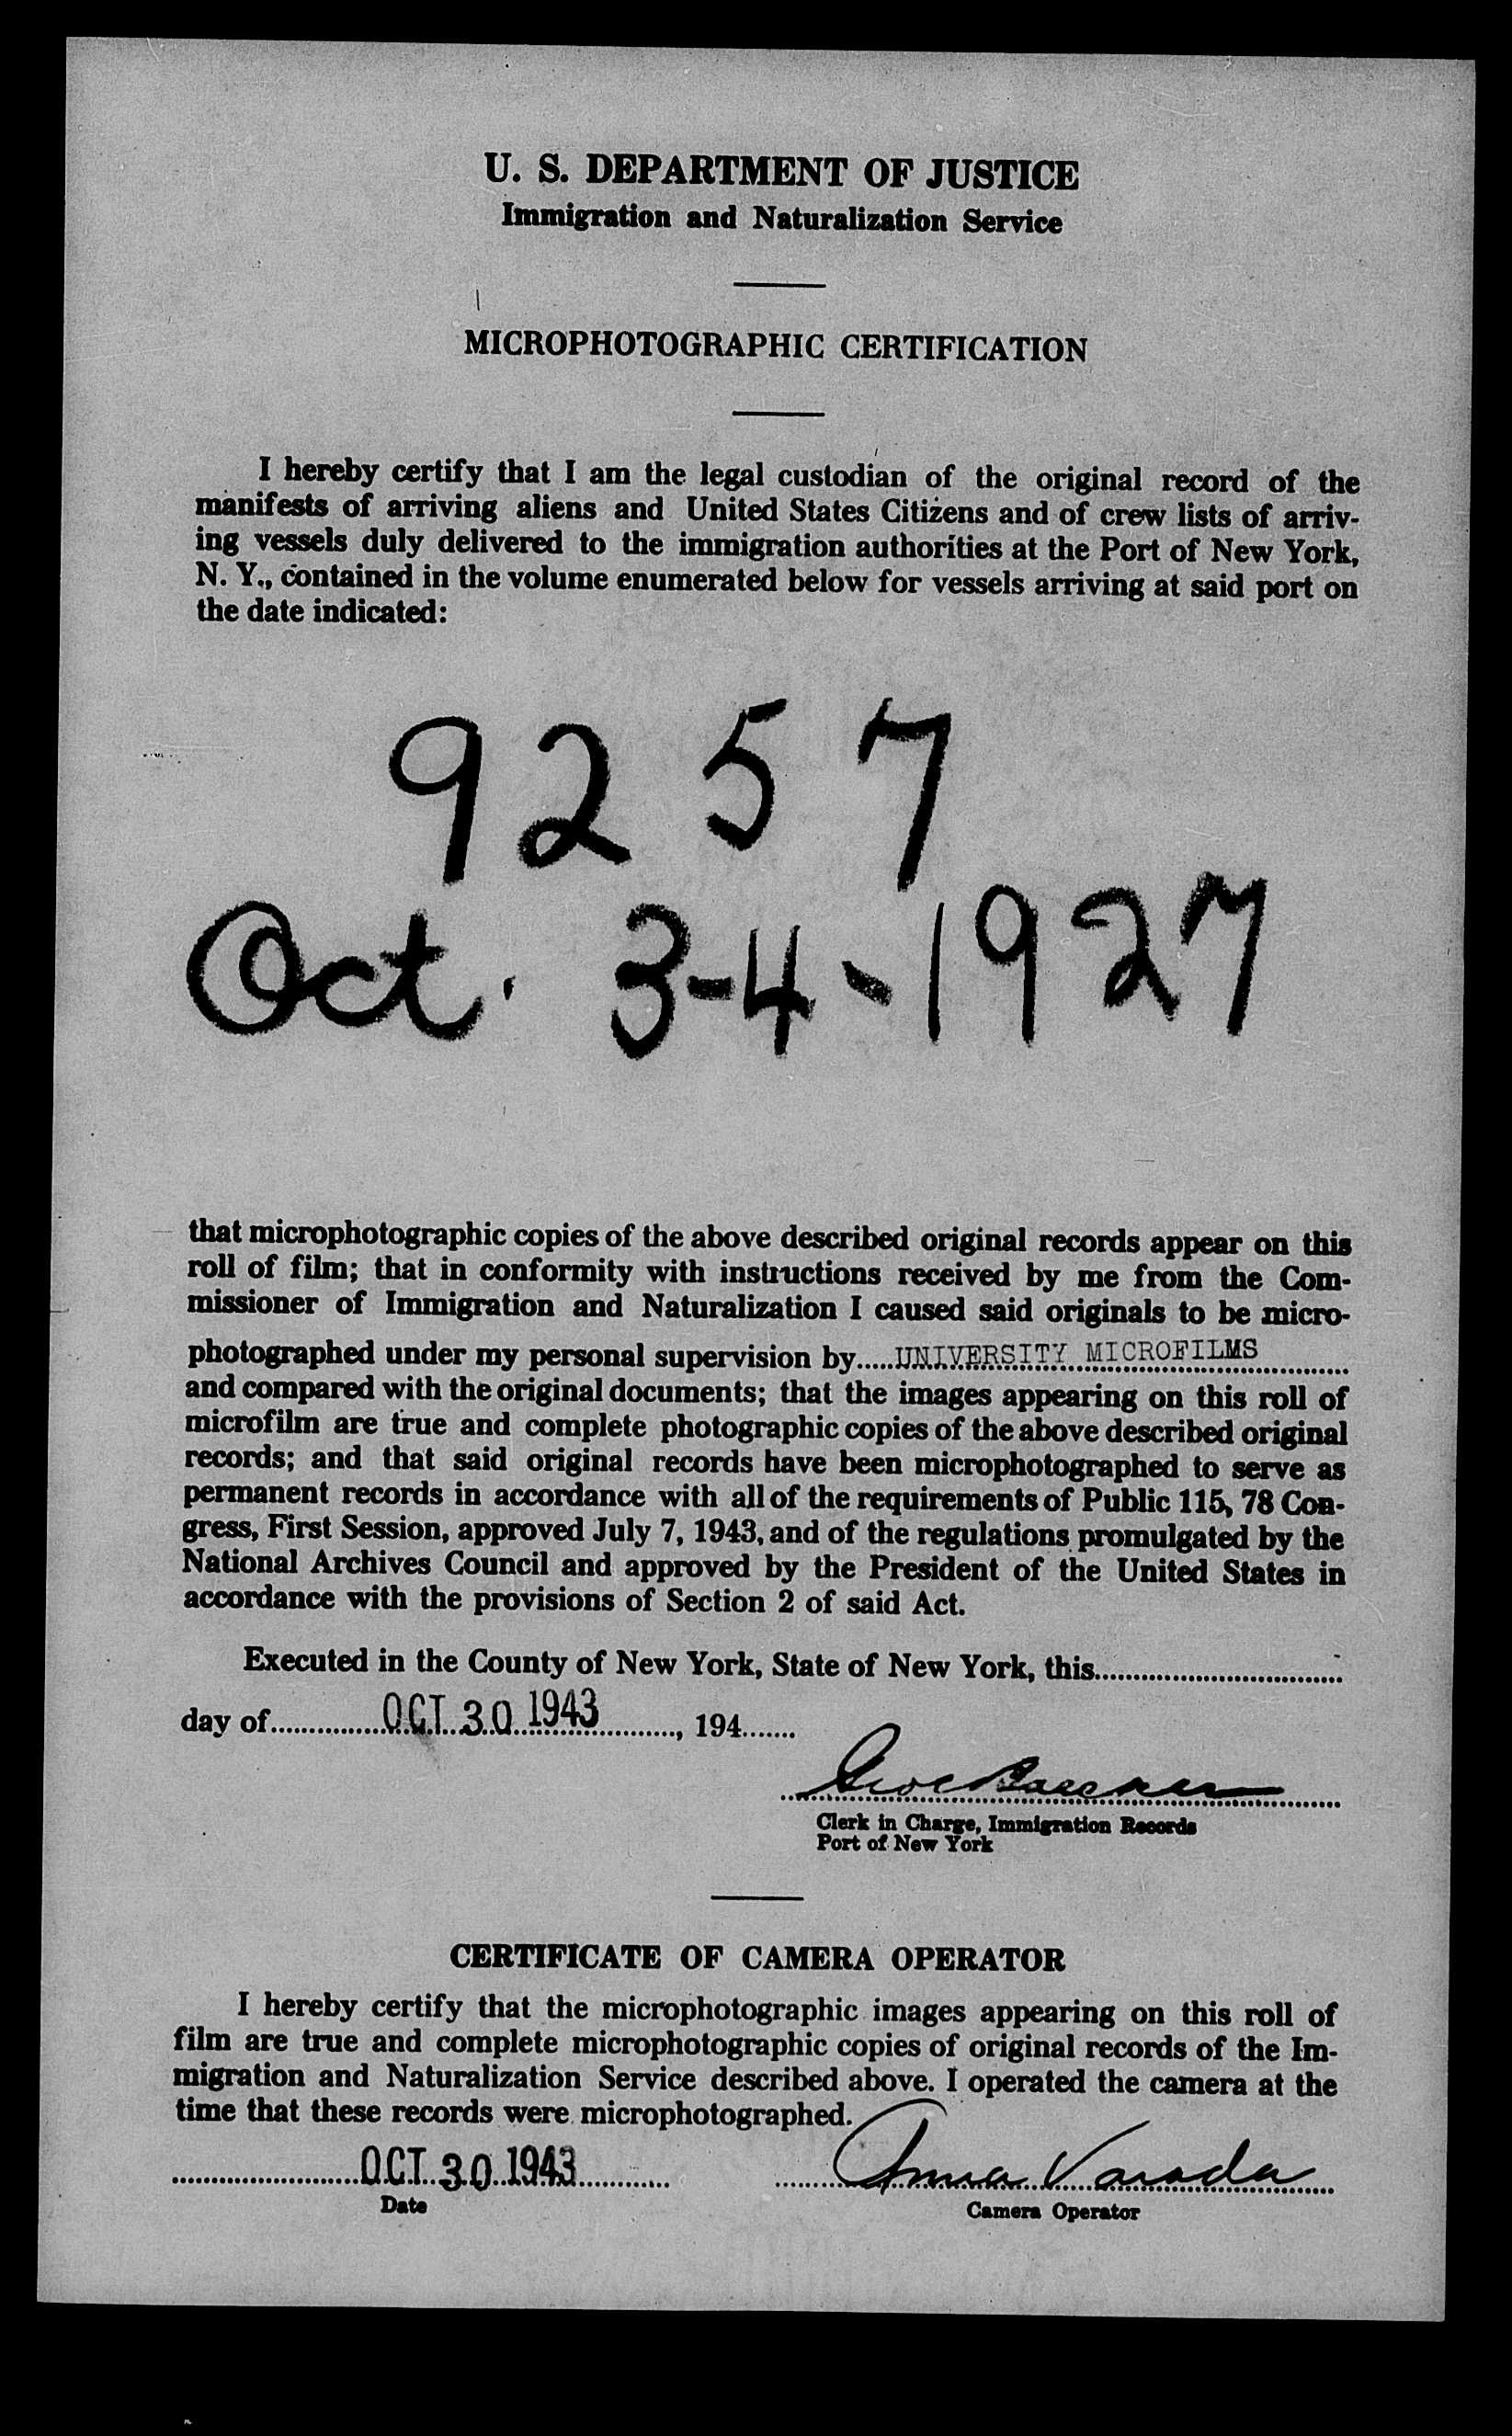 U. S. DEPARTMENT OF JUSTICE
Immigration and Naturalization Service
MICROPHOTOGRAPHIC CERTIFICATION
I hereby certify that I am the legal custodian of the original record of the
manifests of arriving aliens and United States Citizens and of crew lists of arriv-
ing vessels duly delivered to the immigration authorities at the Port of New York,
N. Y., contained in the volume enumerated below for vessels arriving at said port on
the date indicated:
9257
Oct. 3-4-1927
that microphotographic copies of the above described original records appear on this
roll of film; that in conformity with instructions received by me from the Com-
missioner of Immigration and Naturalization I caused said originals to be micro-
photographed under my personal supervision by.....UNIVERSITY MICROFILMS
and compared with the original documents; that the images appearing on this roll of
microfilm are true and complete photographic copies of the above described original
records; and that said original records have been microphotographed to serve as
permanent records in accordance with all of the requirements of Public 115, 78 Con-
gress, First Session, approved July 7, 1943, and of the regulations promulgated by the
National Archives Council and approved by the President of the United States in
accordance with the provisions of Section 2 of said Act.
Executed in the County of New York, State of New York, this
day of OCT 30 1943, 194
Clerk in Charge, Immigration Records
Port of New York
CERTIFICATE OF CAMERA OPERATOR
I hereby certify that the microphotographic images appearing on this roll of
film are true and complete microphotographic copies of original records of the Im-
migration and Naturalization Service described above. I operated the camera at the
time that these records were microphotographed.
OCT 30 1943 Anna Varada
Date
Camera Operator